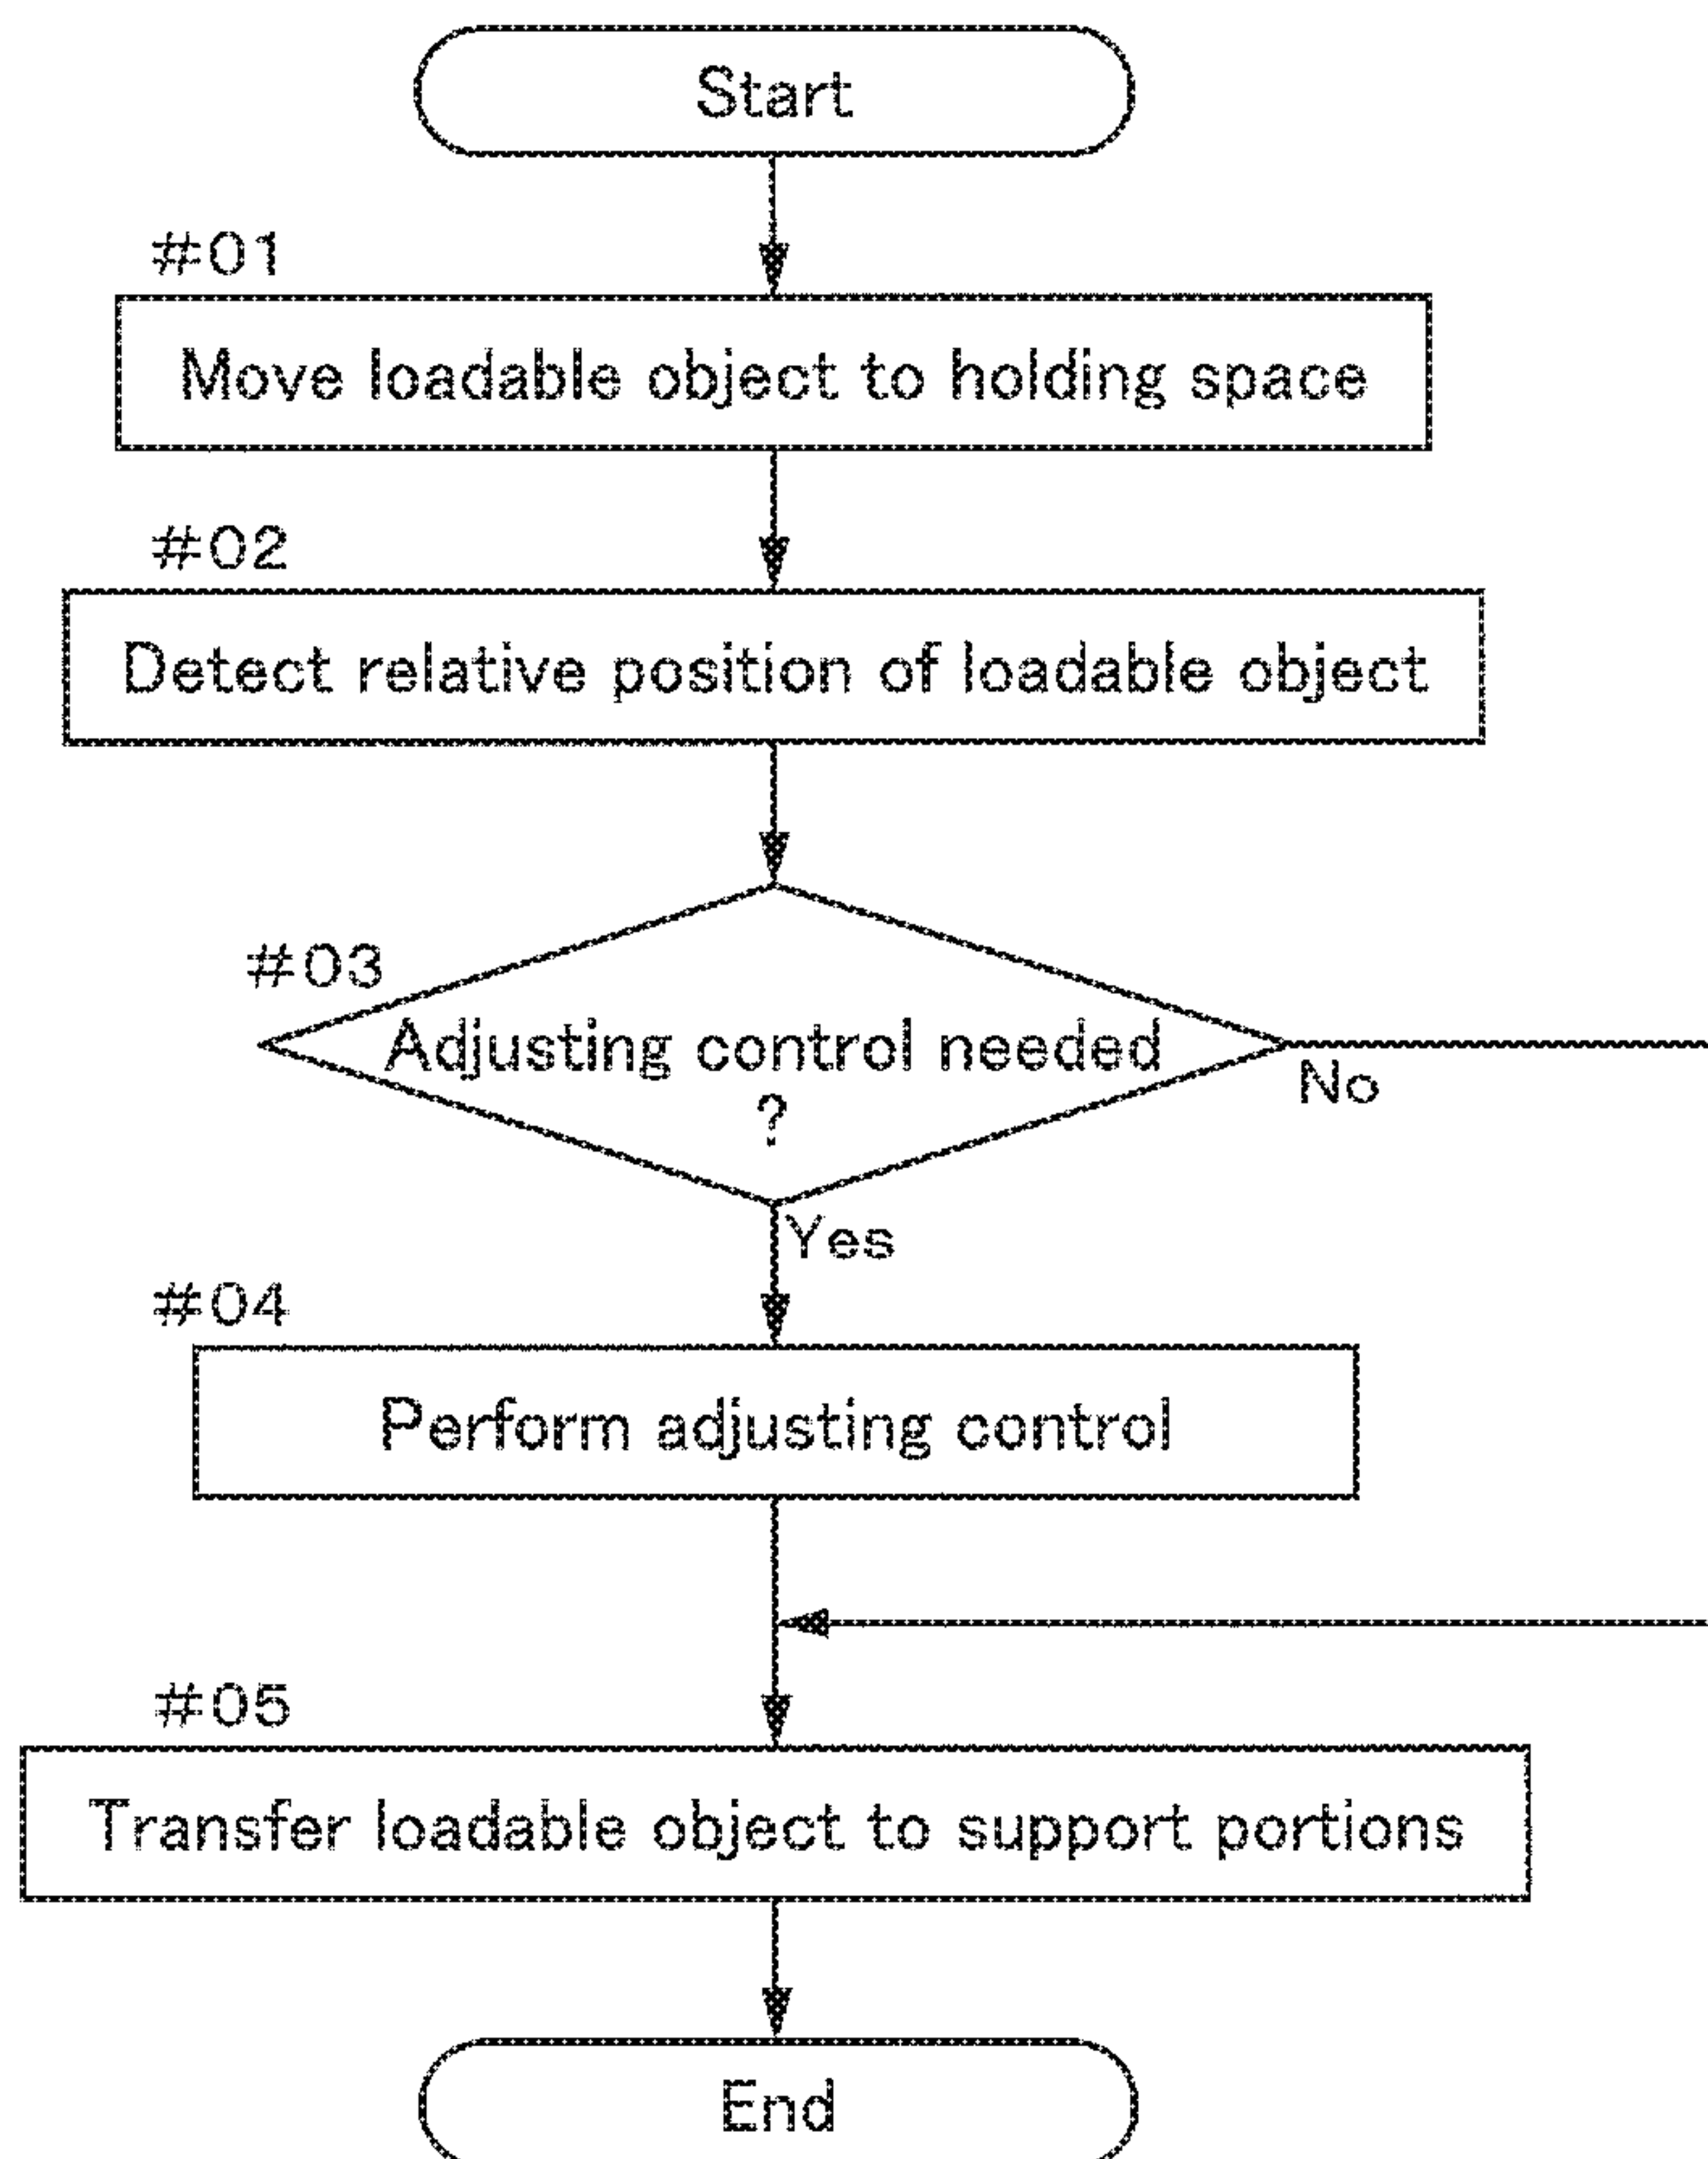 Start
#01
Move loadable object to holding space
#02
Detect relative position of loadable object
#03
Adjusting control needed
?
No
Yes
#04
Perform adjusting control
#05
Transfer loadable object to support portions
End